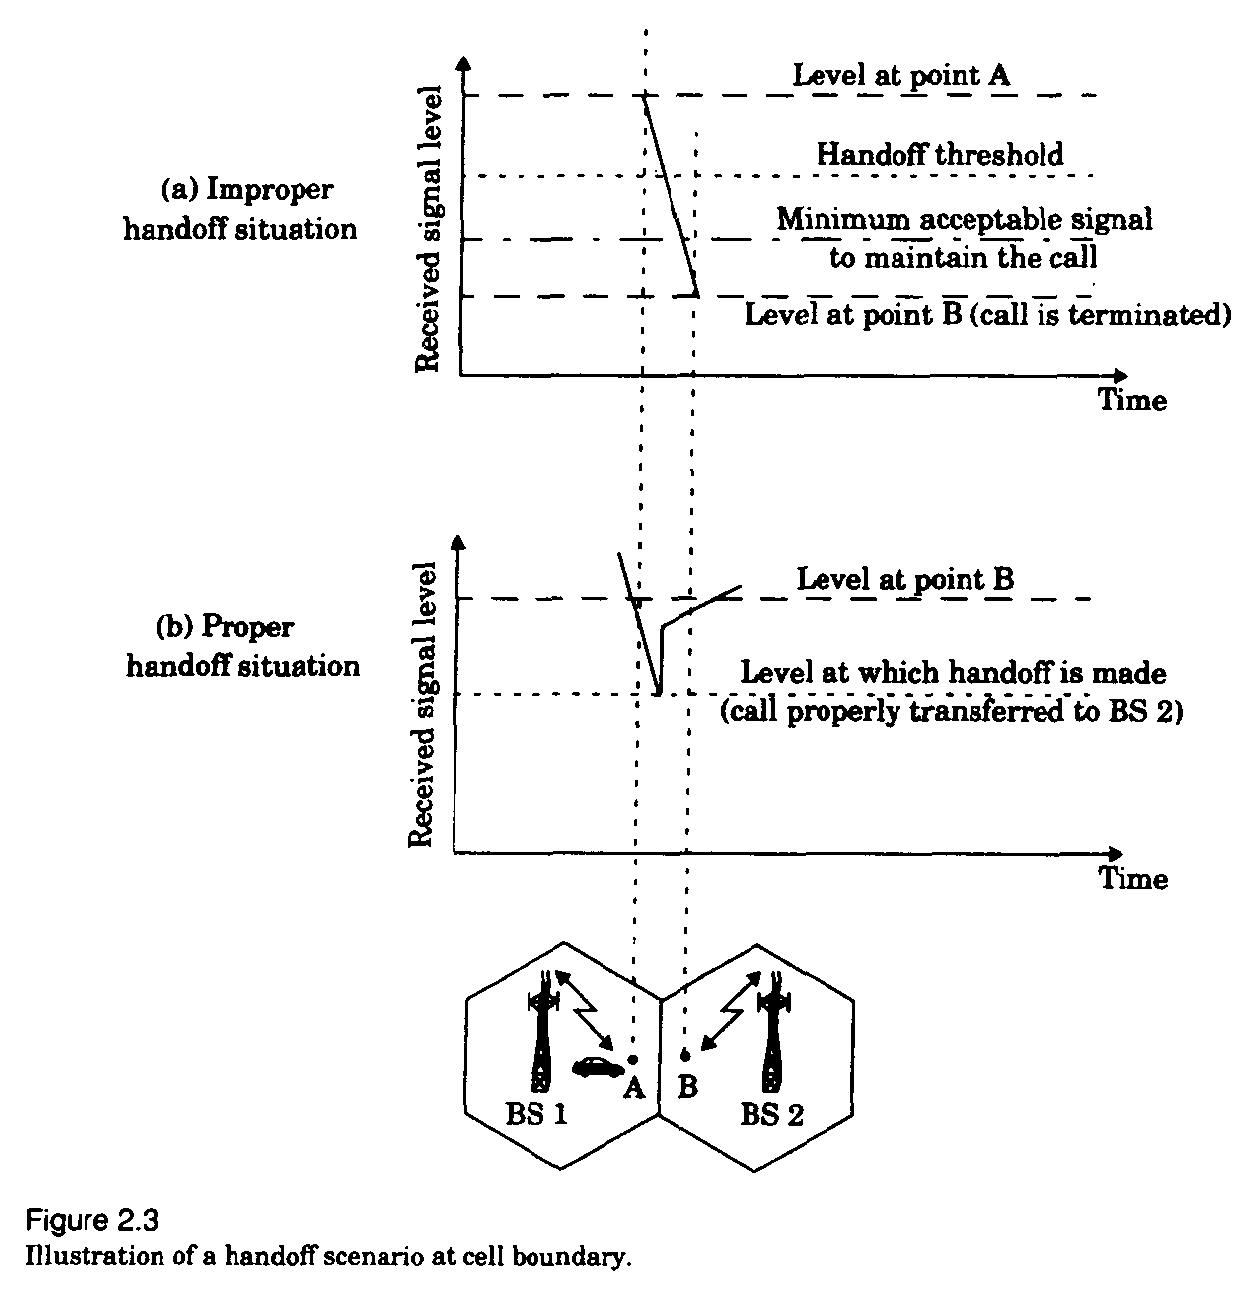 Level at point A
Handoff threshold
(a) Improper
handoff situation
Minimum acceptable signal
to maintain the call
Level at point B (call is terminated)
Received signal level
Time
Level at point B
(b) Proper
handoff situation
Level at which handoff is made
(call properly transferred to BS 2)
Received signal level
Time
A
B
BS 1
BS 2
Figure 2.3
Illustration of a handoff scenario at cell boundary.